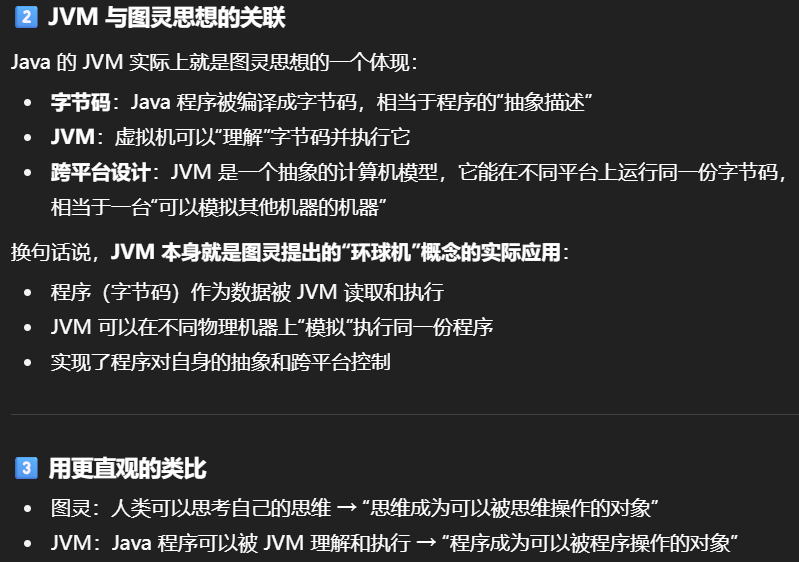 2 JVM 与图灵思想的关联
Java 的 JVM 实际上就是图灵思想的一个体现：
• 字节码：Java 程序被编译成字节码，相当于程序的“抽象描述”
• JVM：虚拟机可以“理解”字节码并执行它
• 跨平台设计：JVM 是一个抽象的计算机模型，它能在不同平台上运行同一份字节码，
相当于一台“可以模拟其他机器的机器”
换句话说，JVM 本身就是图灵提出的“环球机”概念的实际应用：
• 程序（字节码）作为数据被 JVM 读取和执行
• JVM 可以在不同物理机器上“模拟”执行同一份程序
• 实现了程序对自身的抽象和跨平台控制
3 用更直观的类比
• 图灵：人类可以思考自己的思维 → “思维成为可以被思维操作的对象”
• JVM：Java 程序可以被 JVM 理解和执行 → “程序成为可以被程序操作的对象”